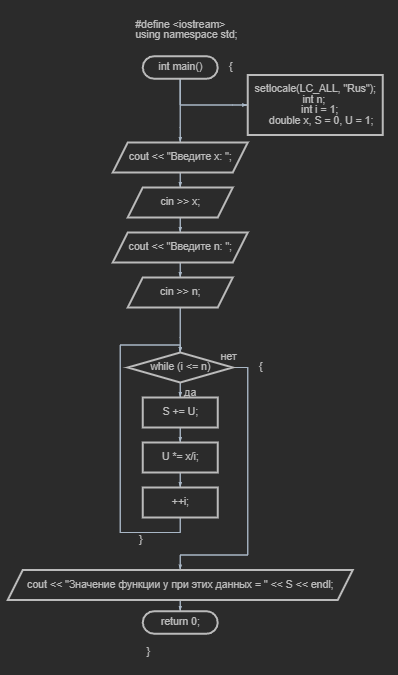 #define <iostream>
using namespace std;
int main() {
setlocale(LC_ALL, "Rus");
int n;
int i = 1;
double x, S = 0, U = 1;
cout << "Введите x: ";
cin >> x;
cout << "Введите n: ";
cin >> n;
нет
while (i <= n) {
да
S += U;
U *= x/i;
++i;
}
cout << "Значение функции y при этих данных = " << S << endl;
return 0;
}